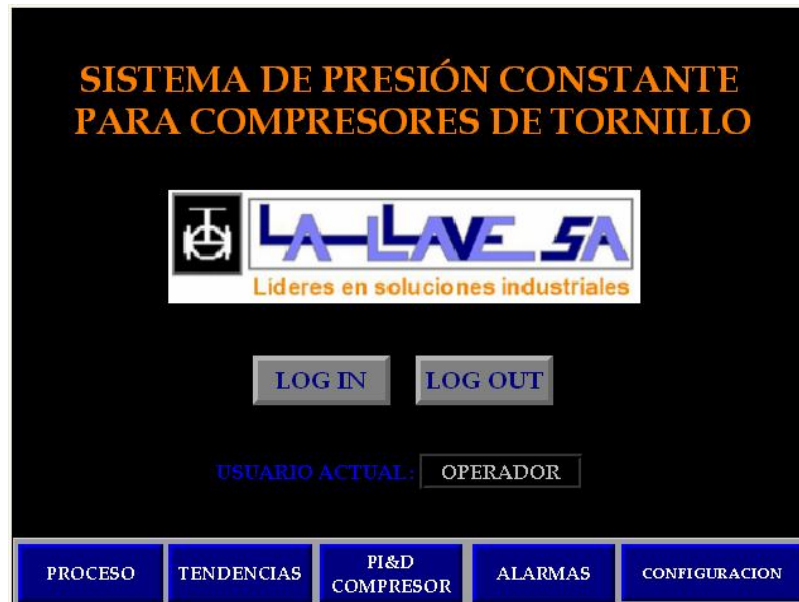 SISTEMA DE PRESIÓN CONSTANTE
PARA COMPRESORES DE TORNILLO
LA LLAVE SA
Líderes en soluciones industriales
LOG IN LOG OUT
USUARIO ACTUAL: OPERADOR
PROCESO TENDENCIAS PI&D COMPRESOR ALARMAS CONFIGURACION